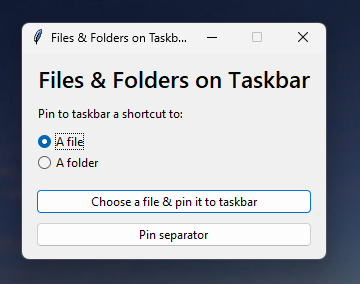 Files & Folders on Taskb...
Files & Folders on Taskbar
Pin to taskbar a shortcut to:
A file
A folder
Choose a file & pin it to taskbar
Pin separator